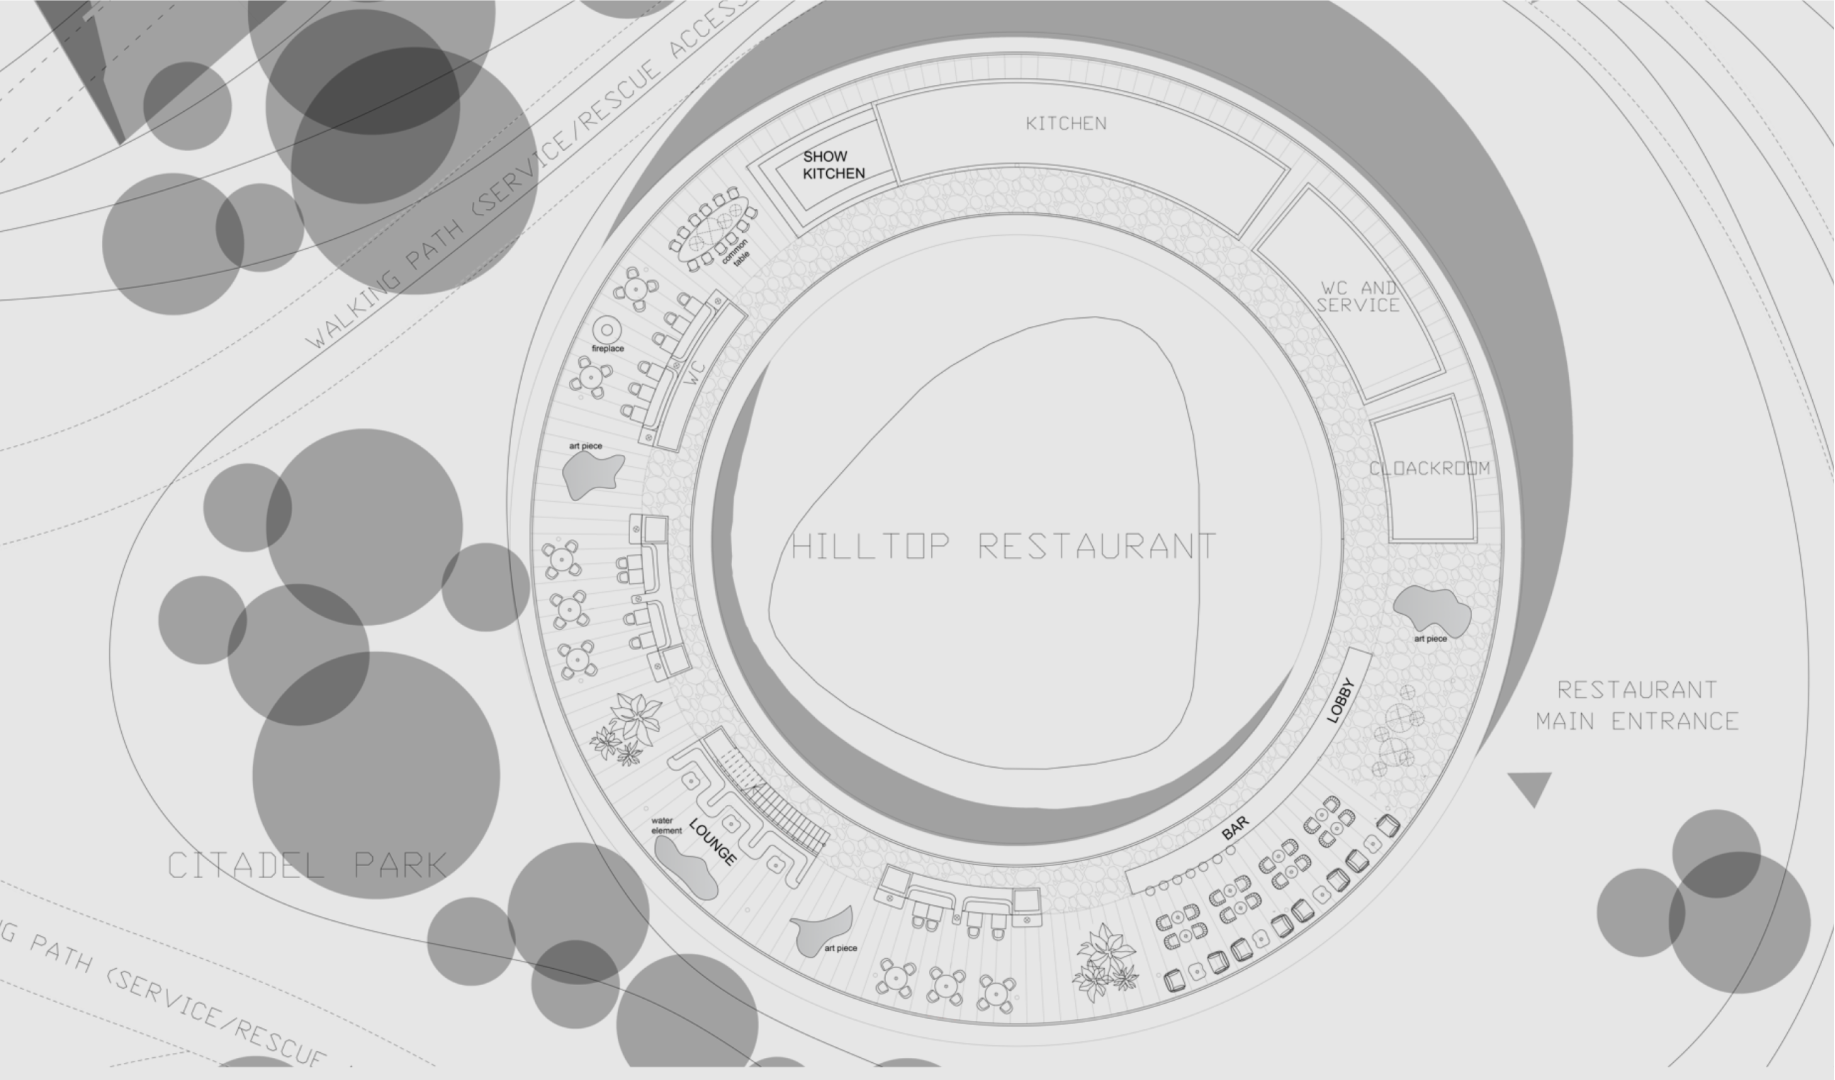 WALKING PATH (SERVICE/RESCUE ACCESS
KITCHEN
SHOW
KITCHEN
common
table
WC AND
SERVICE
fireplace
WC
art piece
CLOACKROOM
HILLTOP RESTAURANT
art piece
LOBBY
RESTAURANT
MAIN ENTRANCE
water
element
LOUNGE
BAR
CITADEL PARK
art piece
G PATH (SERVICE/RESCUE